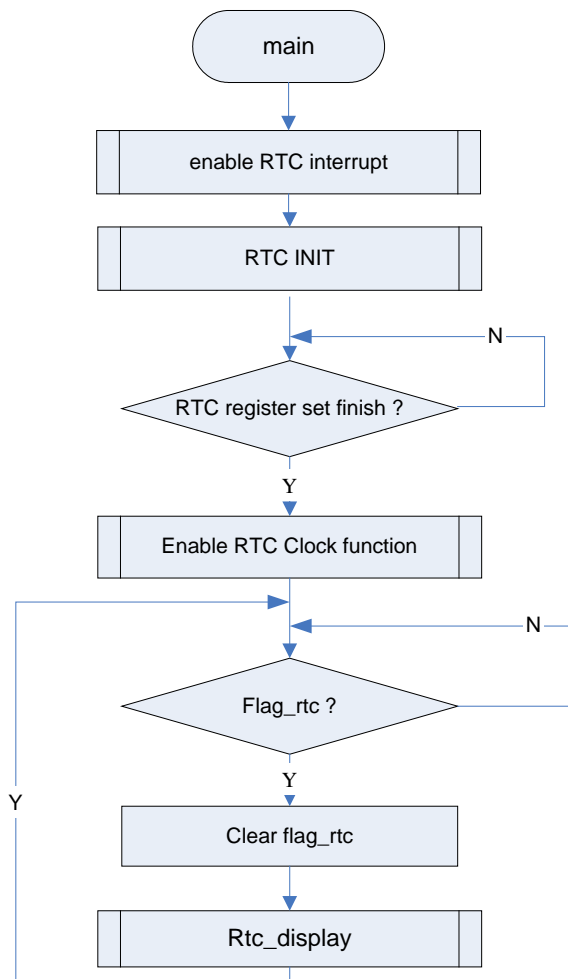 main
enable RTC interrupt
RTC INIT
N
RTC register set finish ?
Y
Enable RTC Clock function
N
Flag_rtc ?
Y
Y
Clear flag_rtc
Rtc_display